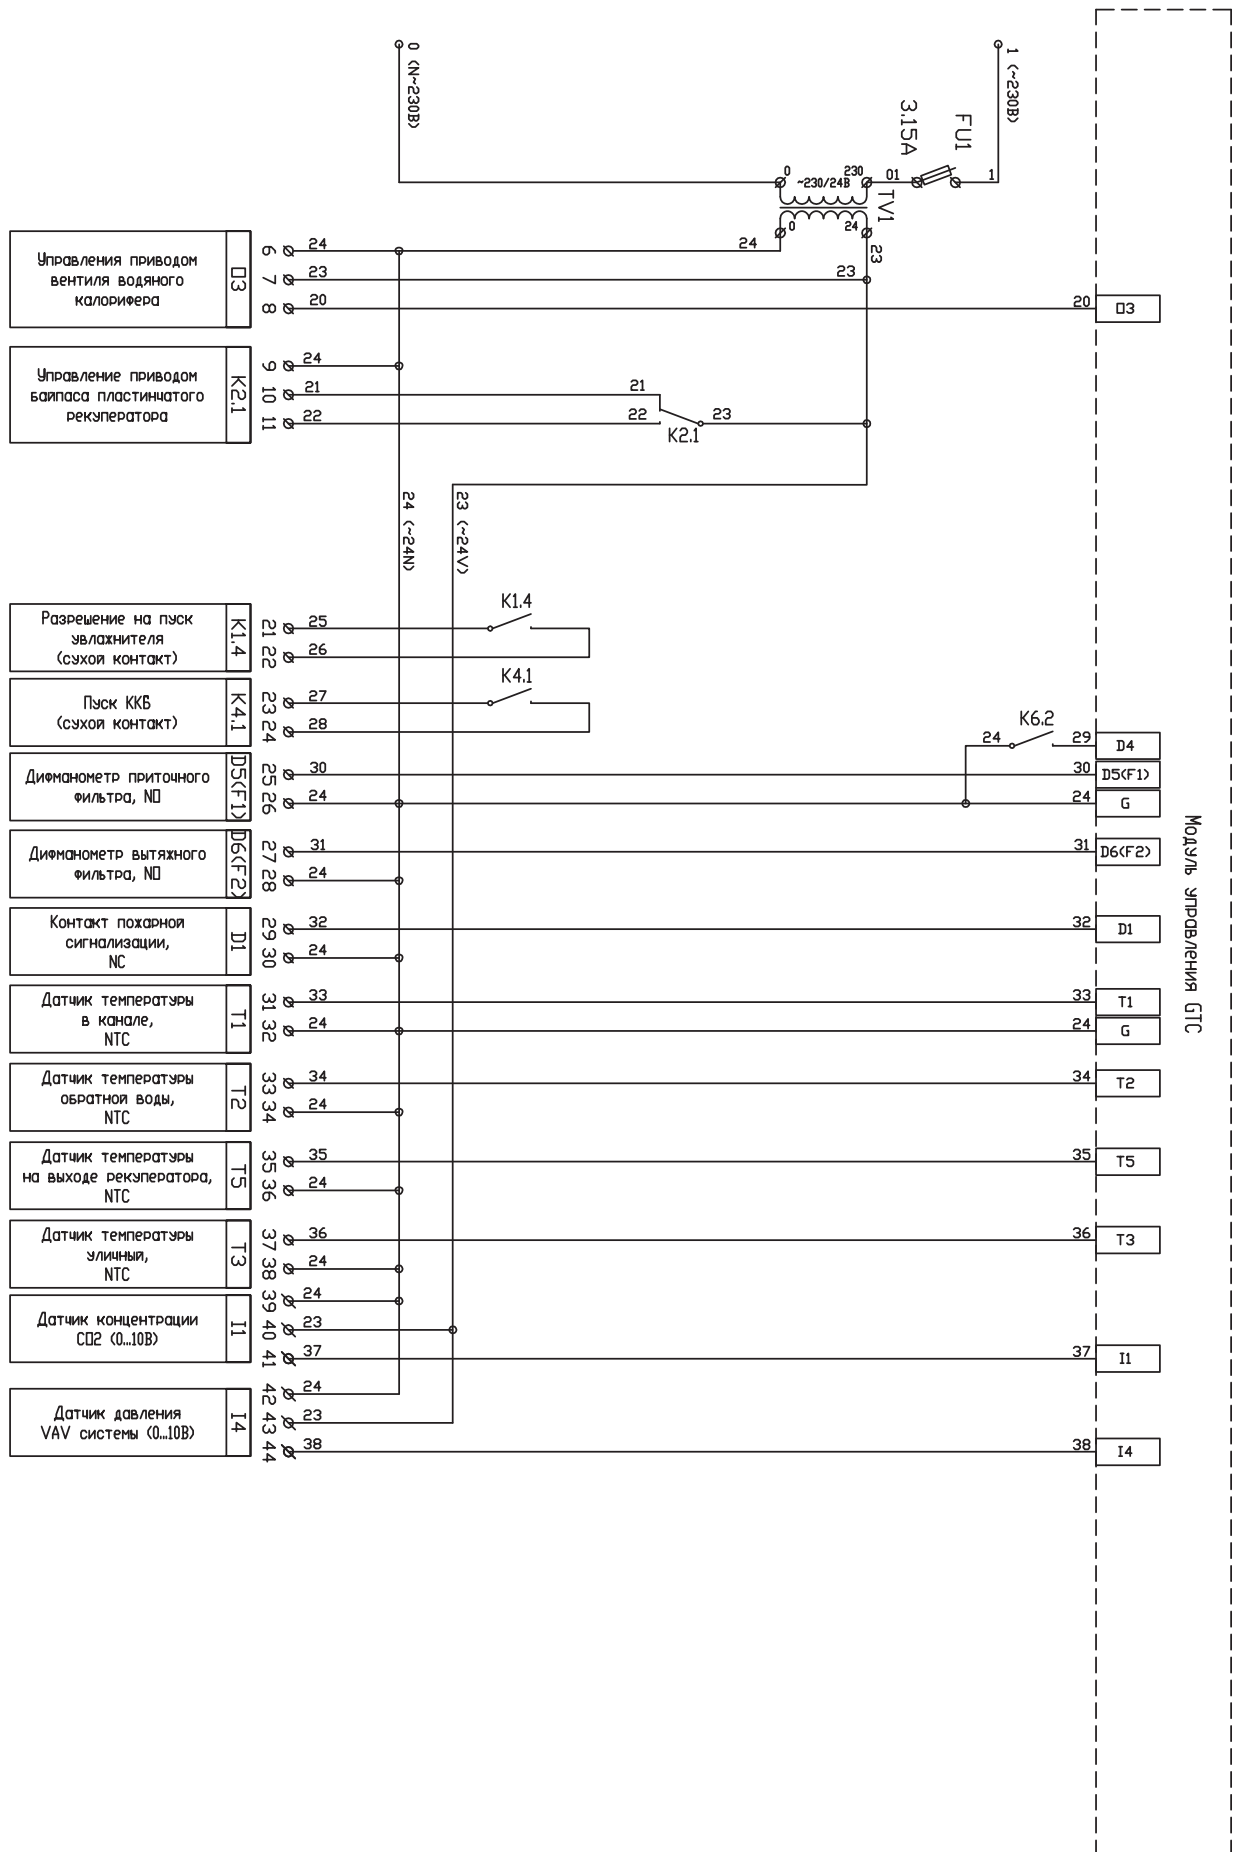 0 (N~230В)
1 (~230В)
3.15А
FU1
0
~230/24В
230
01
1
TV1
0
24
24
23
Управления приводом
вентиля водяного
калорифера
O3
6
24
7
23
23
8
20
20
O3
Управление приводом
байпаса пластинчатого
рекуператора
K2.1
9
24
10
21
21
11
22
22
23
K2.1
24 (~24N)
23 (~24V)
Разрешение на пуск
увлажнителя
(сухой контакт)
K1.4
21
25
22
26
K1.4
Пуск ККБ
(сухой контакт)
K4.1
23
27
24
28
K4.1
K6.2
24
29
D4
Дифманометр приточного
фильтра, NO
D5(F1)
25
30
30
D5(F1)
26
24
24
G
Дифманометр вытяжного
фильтра, NO
D6(F2)
27
31
31
D6(F2)
28
24
Модуль управления GTC
Контакт пожарной
сигнализации,
NC
D1
29
32
32
D1
30
24
Датчик температуры
в канале,
NTC
T1
31
33
33
T1
32
24
24
G
Датчик температуры
обратной воды,
NTC
T2
33
34
34
T2
34
24
Датчик температуры
на выходе рекуператора,
NTC
T5
35
35
35
T5
36
24
Датчик температуры
уличный,
NTC
T3
37
36
36
T3
38
24
Датчик концентрации
CO2 (0...10В)
I1
39
24
40
23
41
37
37
I1
Датчик давления
VAV системы (0...10В)
I4
42
24
43
23
44
38
38
I4